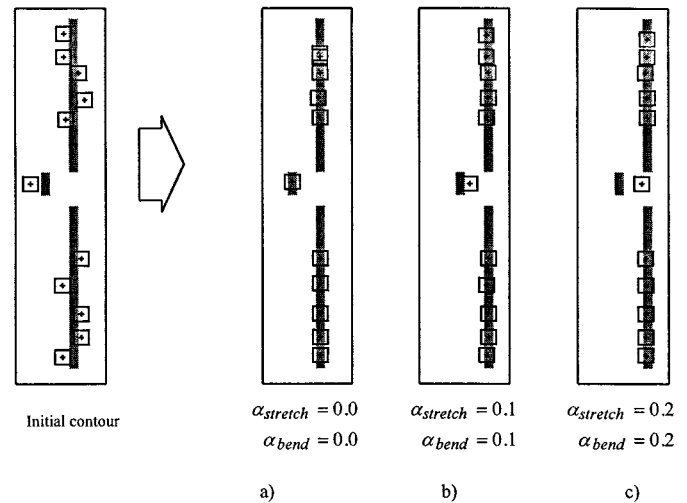 Initial contour
α_stretch = 0.0
α_bend = 0.0
a)
α_stretch = 0.1
α_bend = 0.1
b)
α_stretch = 0.2
α_bend = 0.2
c)